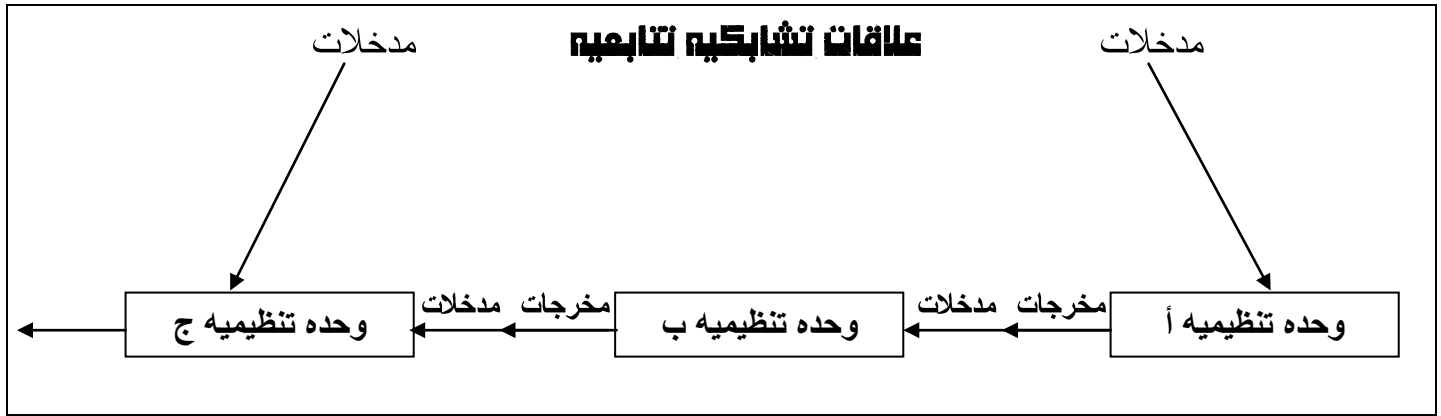 مدخلات
علاقات تشابكيه تتابعيه
مدخلات
مخرجات مدخلات
مخرجات مدخلات
وحده تنظيميه أ
وحده تنظيميه ب
وحده تنظيميه ج